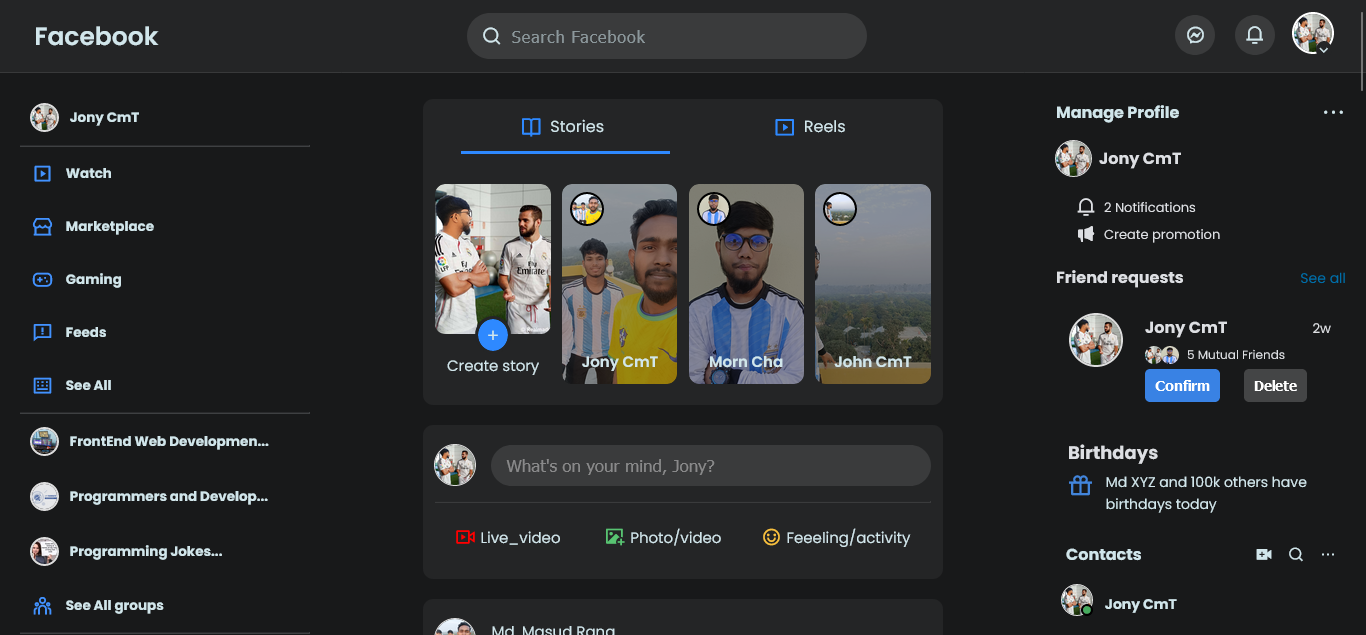 Facebook
Search Facebook
Jony CmT
Watch
Marketplace
Gaming
Feeds
See All
FrontEnd Web Developmen...
Programmers and Develop...
Programming Jokes...
See All groups
Stories
Reels
Create story
Jony CmT
Morn Cha
John CmT
What's on your mind, Jony?
Live_video
Photo/video
Feeeling/activity
Md. Masud Rana
Manage Profile
Jony CmT
2 Notifications
Create promotion
Friend requests
See all
Jony CmT
2w
5 Mutual Friends
Confirm
Delete
Birthdays
Md XYZ and 100k others have
birthdays today
Contacts
Jony CmT